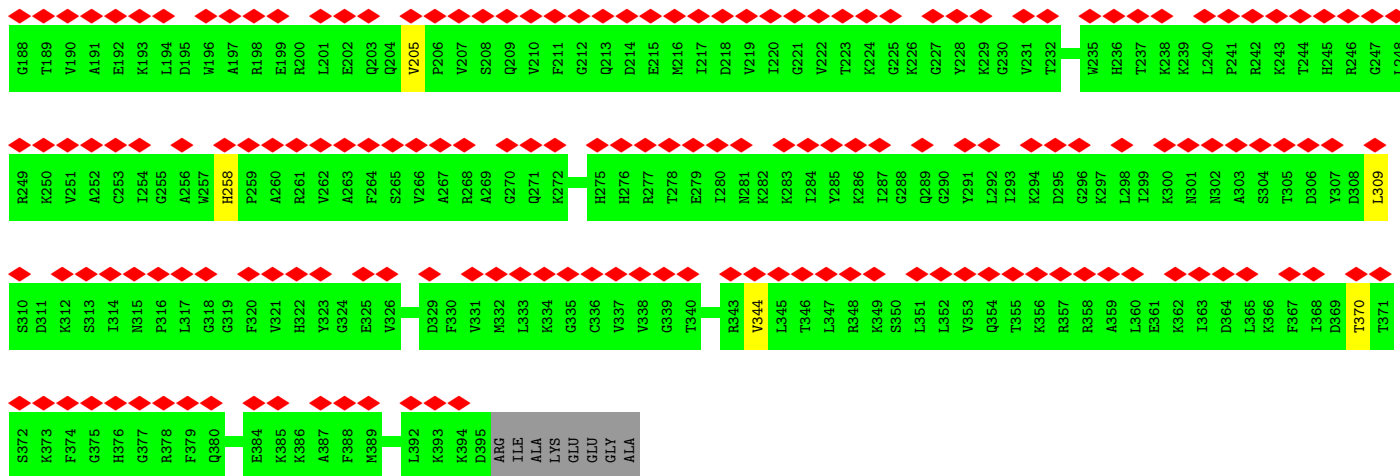 G188 T189 V190 A191 E192 K193 L194 D195 W196 A197 R198 E199 R200 L201 E202 Q203 Q204 V205 P206 V207 S208 Q209 V210 F211 G212 Q213 D214 E215 M216 I217 D218 V219 I220 G221 V222 T223 K224 G225 K226 G227 Y228 K229 G230 V231 T232 W235 H236 T237 K238 K239 L240 P241 R242 K243 T244 H245 R246 G247 L248
R249 K250 V251 A252 C253 I254 G255 A256 W257 H258 P259 A260 R261 V262 A263 F264 S265 V266 A267 R268 A269 G270 Q271 K272 H275 H276 R277 T278 E279 I280 N281 K282 K283 I284 Y285 K286 I287 G288 Q289 G290 Y291 L292 I293 K294 D295 G296 K297 L298 I299 K300 N301 N302 A303 S304 T305 D306 Y307 D308 L309
S310 D311 K312 S313 I314 N315 P316 L317 G318 G319 F320 V321 H322 Y323 G324 E325 V326 D329 F330 V331 M332 L333 K334 G335 C336 V337 V338 G339 T340 R343 V344 L345 T346 L347 R348 K349 S350 L351 L352 V353 Q354 T355 K356 R357 R358 A359 L360 E361 K362 I363 D364 L365 K366 F367 I368 D369 T370 T371
S372 K373 F374 G375 H376 G377 R378 F379 Q380 E384 K385 K386 A387 F388 M389 L392 K393 K394 D395 ARG ILE ALA LYS GLU GLU GLY ALA